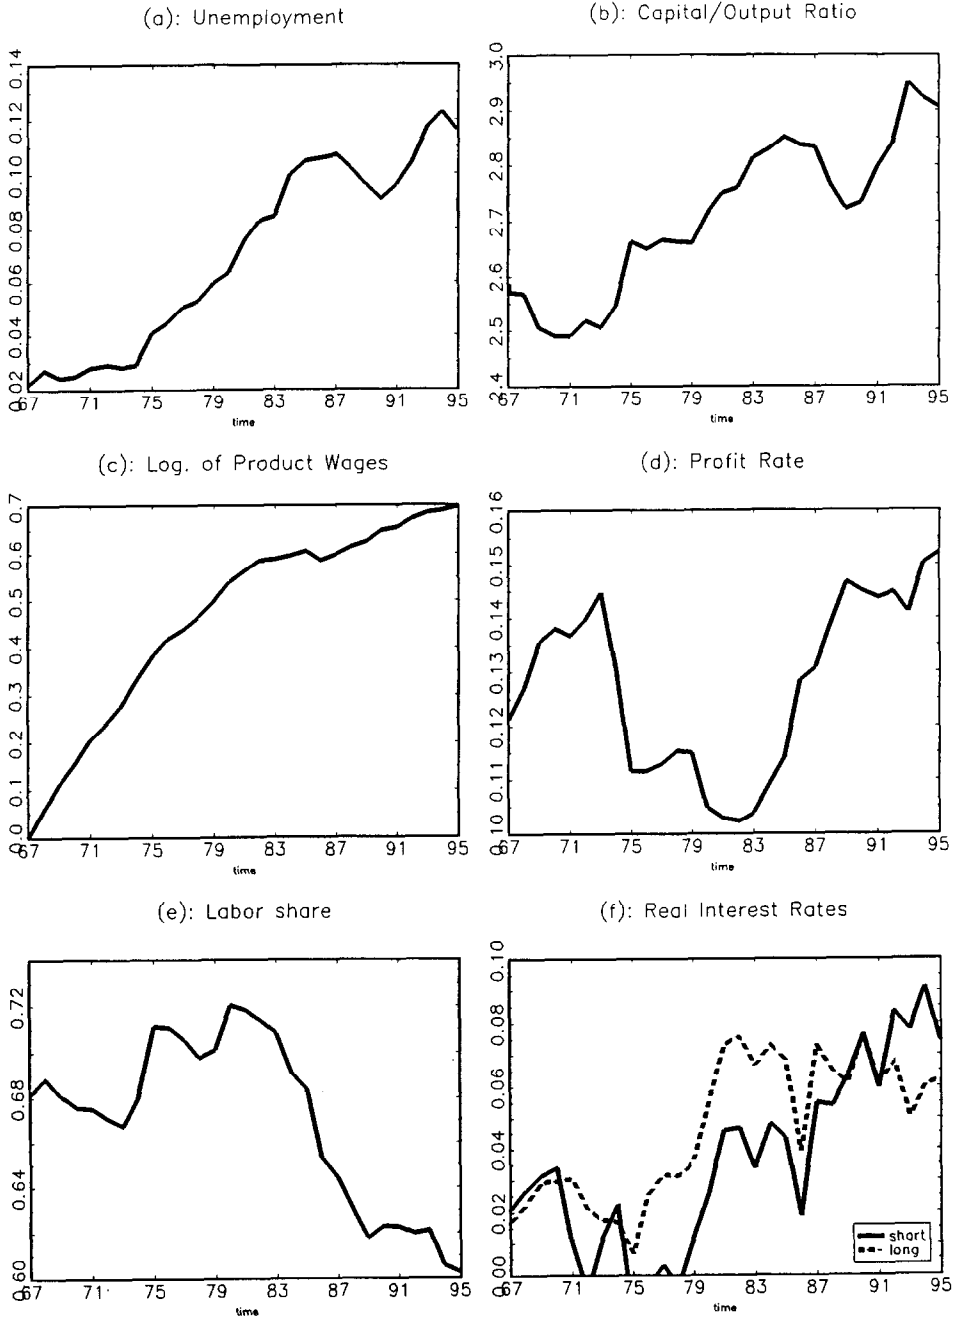 (a): Unemployment
0.14
0.12
0.10
0.08
0.06
0.04
0.02
67 71 75 79 83 87 91 95
time
(b): Capital/Output Ratio
3.0
2.9
2.8
2.7
2.6
2.5
2.4
67 71 75 79 83 87 91 95
time
(c): Log. of Product Wages
0.7
0.6
0.5
0.4
0.3
0.2
0.1
0.0
67 71 75 79 83 87 91 95
time
(d): Profit Rate
0.16
0.15
0.14
0.13
0.12
0.11
0.10
67 71 75 79 83 87 91 95
time
(e): Labor share
0.72
0.68
0.64
0.60
67 71 75 79 83 87 91 95
time
(f): Real Interest Rates
0.10
0.08
0.06
0.04
0.02
0.00
67 71 75 79 83 87 91 95
time
short
long